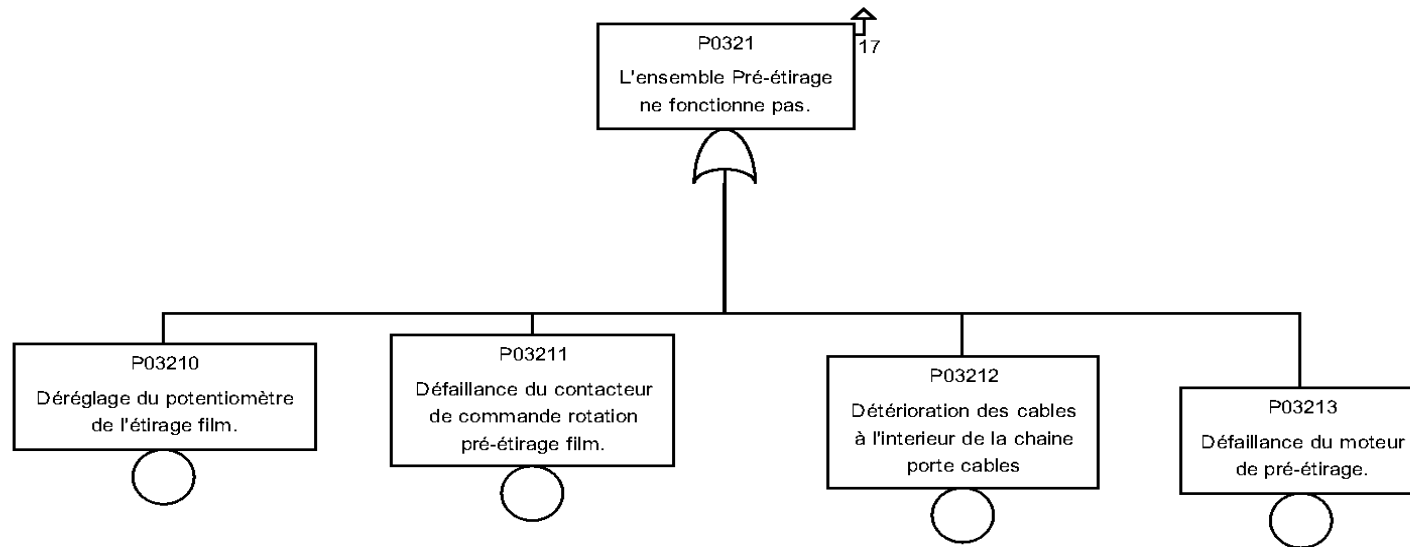 P0321
17
L'ensemble Pré-étirage
ne fonctionne pas.
P03210
Déréglage du potentiomètre
de l'étirage film.
P03211
Défaillance du contacteur
de commande rotation
pré-étirage film.
P03212
Détérioration des cables
à l'interieur de la chaine
porte cables
P03213
Défaillance du moteur
de pré-étirage.